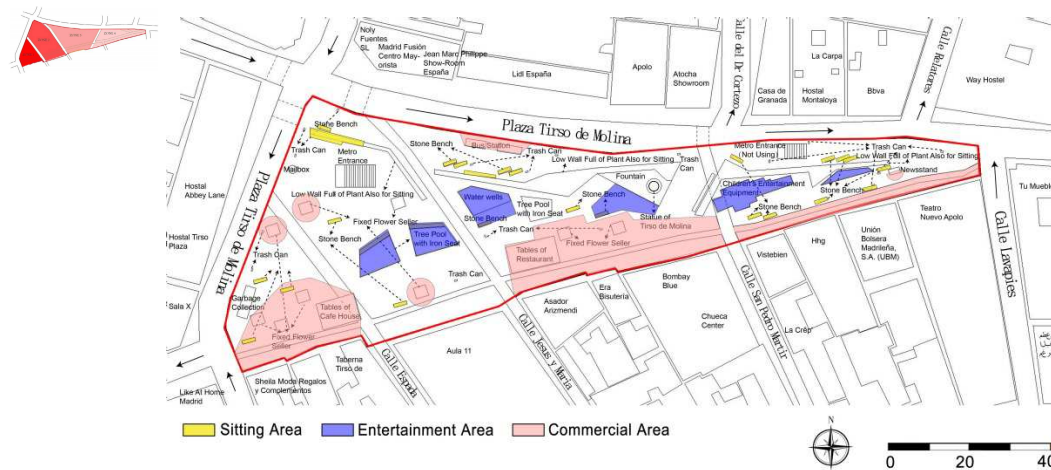 Noly
Fuentes
SL
Madrid Fusión
Centro May-
orista
Jean Marc Philippe
Show-Room
España
Lidl España
Apolo
Atocha
Showroom
Calle del Dr Cortezo
Casa de
Granada
La Carpa
Hostal
Montaloya
Bbva
Calle Relatores
Way Hostel
Plaza Tirso de Molina
Stone Bench
Trash Can
Metro
Entrance
Mailbox
Stone Bench
Bus Station
Trash Can
Low Wall Full of Plant Also for Sitting
Trash
Can
Metro Entrance
(Not Using)
Trash Can
Low Wall Full of Plant Also for Sitting
Newsstand
Hostal
Abbey Lane
Plaza Tirso de Molina
Low Wall Full of Plant Also for Sitting
Fixed Flower Seller
Stone Bench
Tree Pool
with Iron Seat
Water wells
Stone Bench
Tree Pool
with Iron Seat
Trash Can
Fountain
Stone Bench
Statue of
Tirso de Molina
Fixed Flower Seller
Tables of
Restaurant
Children's Entertainment
Equipment
Stone Bench
Stone Bench
Teatro
Nuevo Apolo
Tu Mueble
Hostal Tirso
Plaza
Trash Can
Trash Can
Garbage
Collection
Tables of
Cafe House
Fixed Flower
Seller
Sala X
Calle Lavapies
Vistebien
Hhg
Unión
Bolsera
Madrileña,
S.A. (UBM)
Asador
Arizmendi
Era
Bisutería
Bombay
Blue
Chueca
Center
Calle San Pedro Martir
La Crêp
Calle Jesus y Maria
Aula 11
Calle Espada
Taberna
Tirso de
Sheila Moda Regalos
y Complementos
Like At Home
Madrid
Sitting Area
Entertainment Area
Commercial Area
N
0 20 40